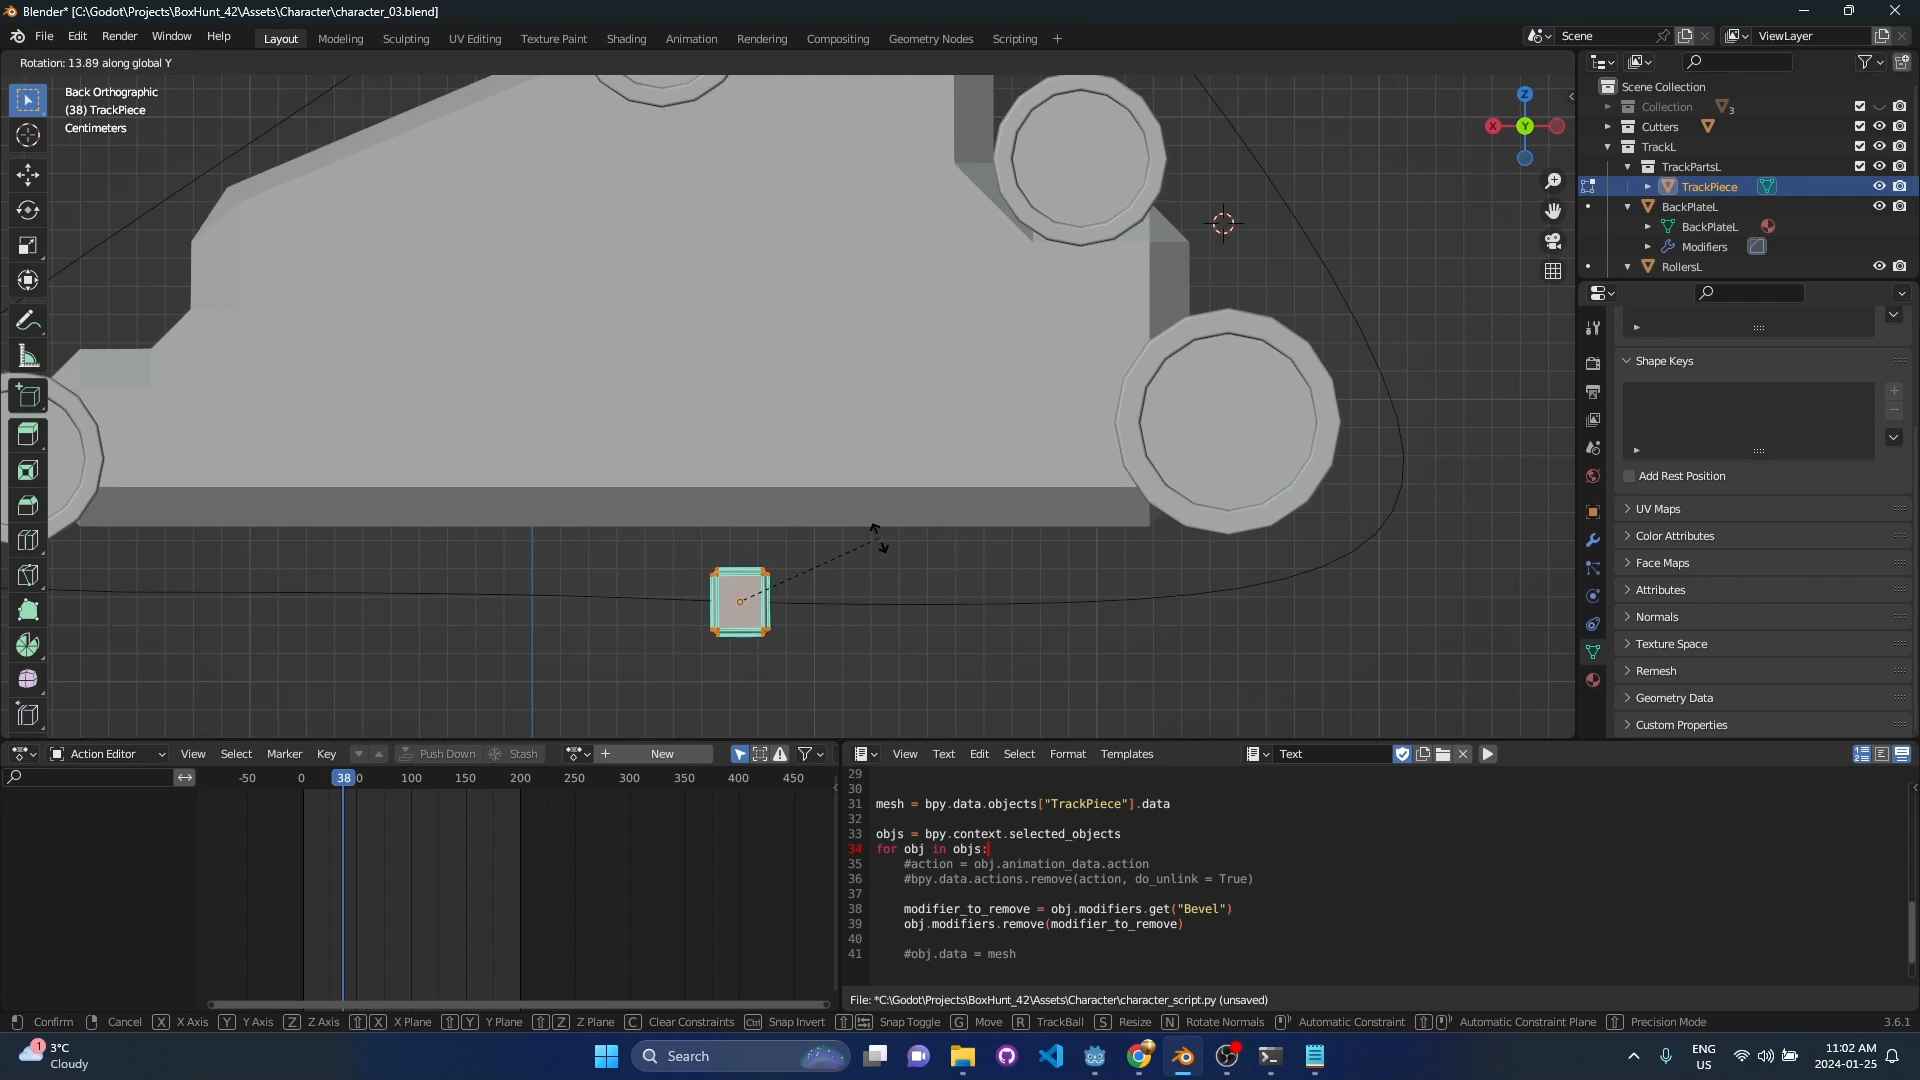 Blender* [C:\Godot\Projects\BoxHunt_42\Assets\Character\character_03.blend]
File Edit Render Window Help Layout Modeling Sculpting UV Editing Texture Paint Shading Animation Rendering Compositing Geometry Nodes Scripting + Scene ViewLayer
Rotation: 13.89 along global Y
Back Orthographic
(38) TrackPiece
Centimeters
Z
X
Y
Scene Collection
Collection 3
Cutters
TrackL
TrackPartsL
TrackPiece
BackPlateL
BackPlateL
Modifiers
RollersL
Shape Keys
Add Rest Position
UV Maps
Color Attributes
Face Maps
Attributes
Normals
Texture Space
Remesh
Geometry Data
Custom Properties
Action Editor View Select Marker Key Push Down Stash New
-50 0 38 0 100 150 200 250 300 350 400 450
View Text Edit Select Format Templates Text
29
30
31 mesh = bpy.data.objects["TrackPiece"].data
32
33 objs = bpy.context.selected_objects
34 for obj in objs:
35 #action = obj.animation_data.action
36 #bpy.data.actions.remove(action, do_unlink = True)
37
38 modifier_to_remove = obj.modifiers.get("Bevel")
39 obj.modifiers.remove(modifier_to_remove)
40
41 #obj.data = mesh
File: *C:\Godot\Projects\BoxHunt_42\Assets\Character\character_script.py (unsaved)
Confirm Cancel X X Axis Y Y Axis Z Z Axis X X Plane Y Y Plane Z Z Plane C Clear Constraints Ctrl Snap Invert Snap Toggle G Move R TrackBall S Resize N Rotate Normals Automatic Constraint Automatic Constraint Plane Precision Mode 3.6.1
1
3°C
Cloudy
Search
ENG
US
11:02 AM
2024-01-25